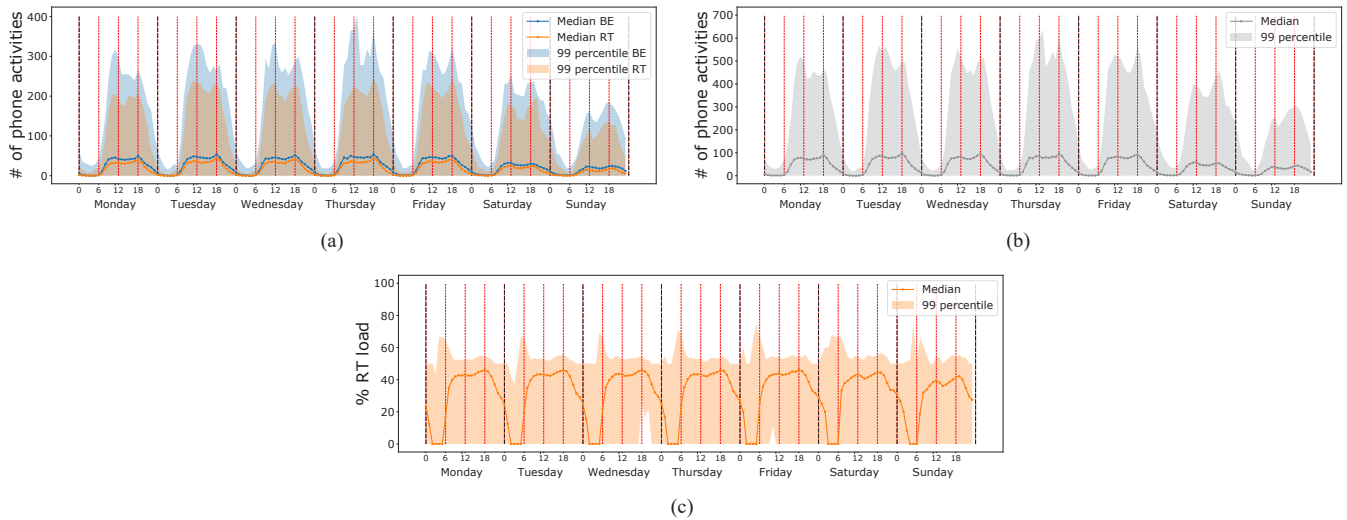 # of phone activities
400
300
200
100
0
Median BE
Median RT
99 percentile BE
99 percentile RT
0 6 12 18 0 6 12 18 0 6 12 18 0 6 12 18 0 6 12 18 0 6 12 18 0 6 12 18
Monday Tuesday Wednesday Thursday Friday Saturday Sunday
(a)
# of phone activities
700
600
500
400
300
200
100
0
Median
99 percentile
0 6 12 18 0 6 12 18 0 6 12 18 0 6 12 18 0 6 12 18 0 6 12 18 0 6 12 18
Monday Tuesday Wednesday Thursday Friday Saturday Sunday
(b)
% RT load
100
80
60
40
20
0
Median
99 percentile
0 6 12 18 0 6 12 18 0 6 12 18 0 6 12 18 0 6 12 18 0 6 12 18 0 6 12 18
Monday Tuesday Wednesday Thursday Friday Saturday Sunday
(c)